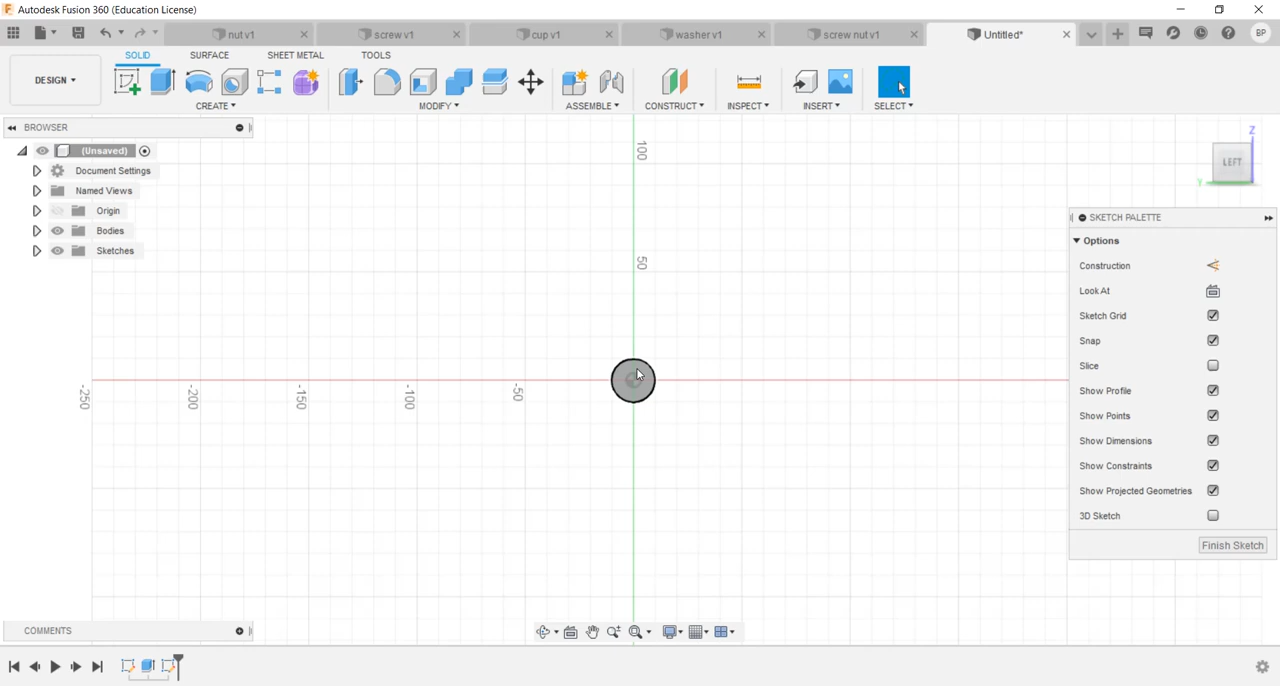 Autodesk Fusion 360 (Education License)
nut v1
screw v1
cup v1
washer v1
screw nut v1
Untitled*
BP
SOLID
SURFACE
SHEET METAL
TOOLS
DESIGN
CREATE
MODIFY
ASSEMBLE
CONSTRUCT
INSPECT
INSERT
SELECT
BROWSER
(Unsaved)
Document Settings
Named Views
Origin
Bodies
Sketches
100
50
-250
-200
-150
-100
-50
Z
LEFT
Y
SKETCH PALETTE
Options
Construction
Look At
Sketch Grid
Snap
Slice
Show Profile
Show Points
Show Dimensions
Show Constraints
Show Projected Geometries
3D Sketch
Finish Sketch
COMMENTS